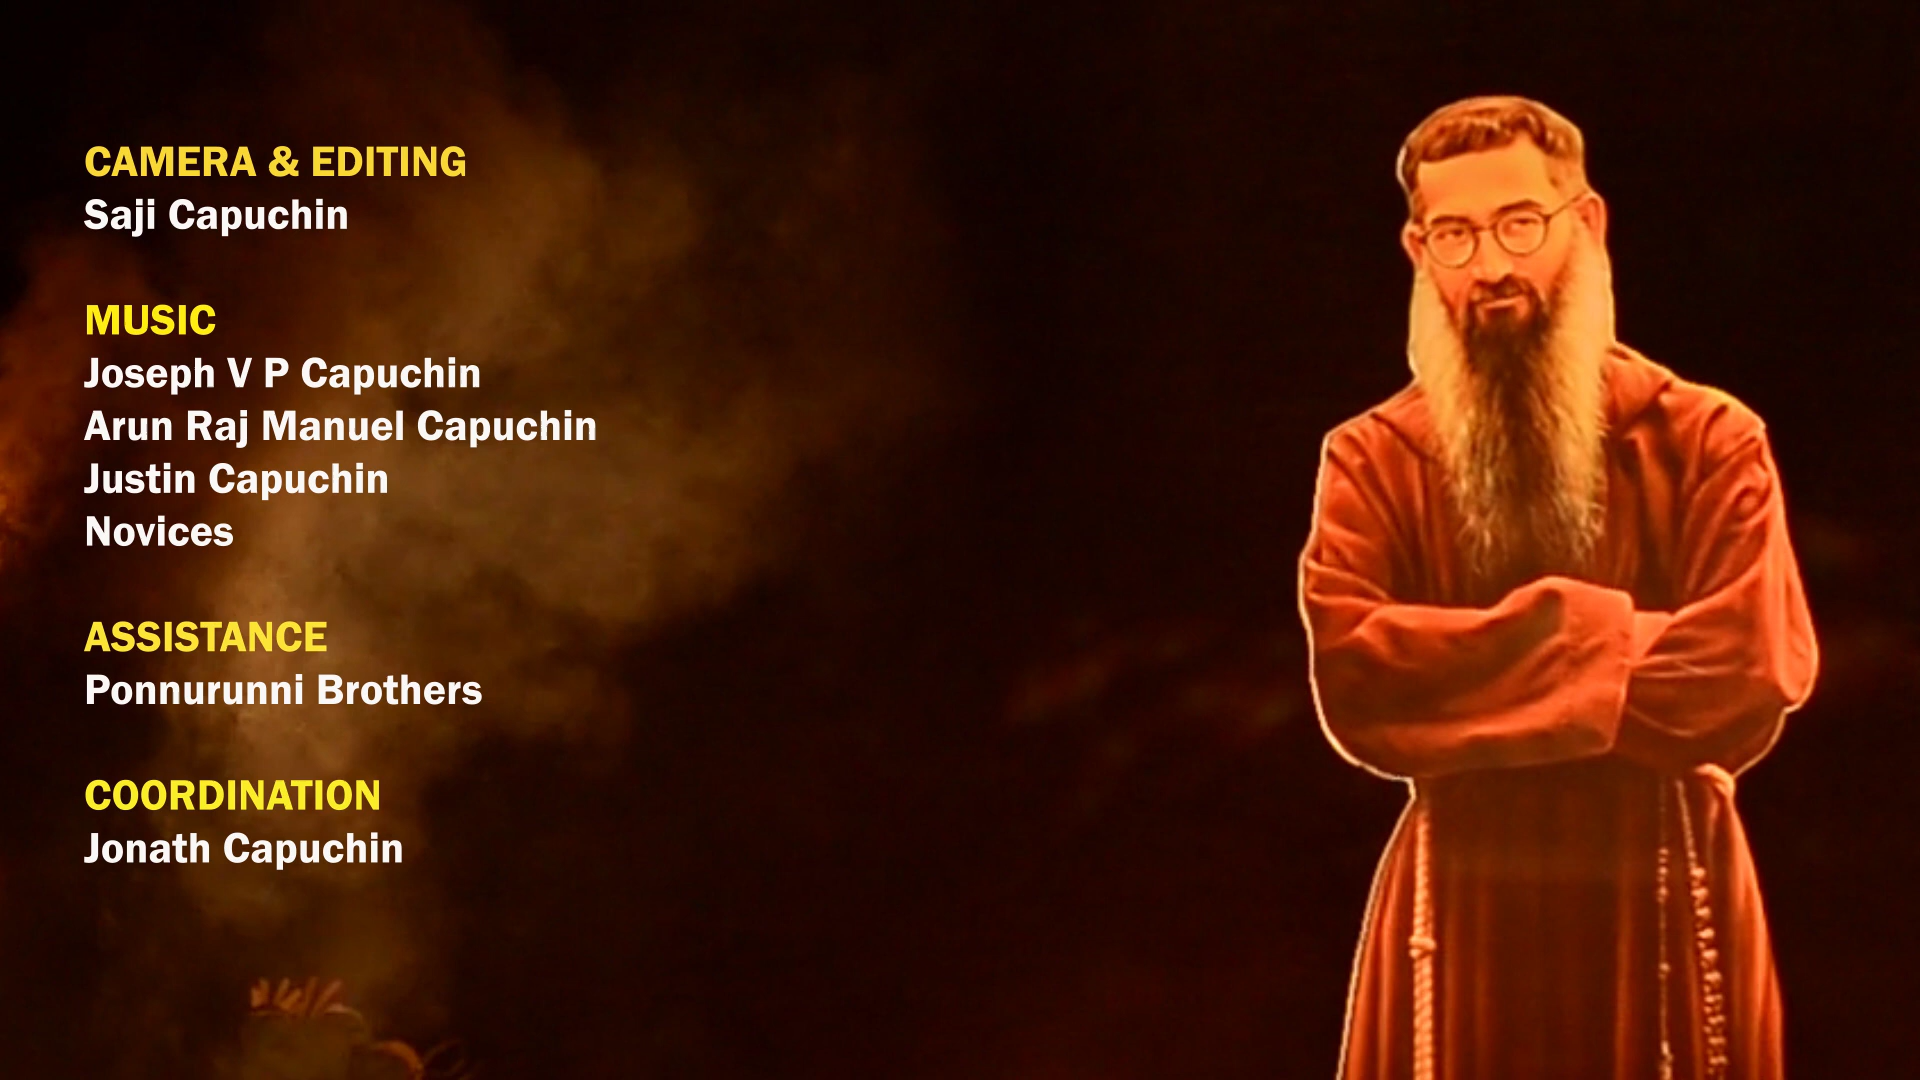 CAMERA & EDITING
Saji Capuchin
MUSIC
Joseph V P Capuchin
Arun Raj Manuel Capuchin
Justin Capuchin
Novices
ASSISTANCE
Ponnurunni Brothers
COORDINATION
Jonath Capuchin